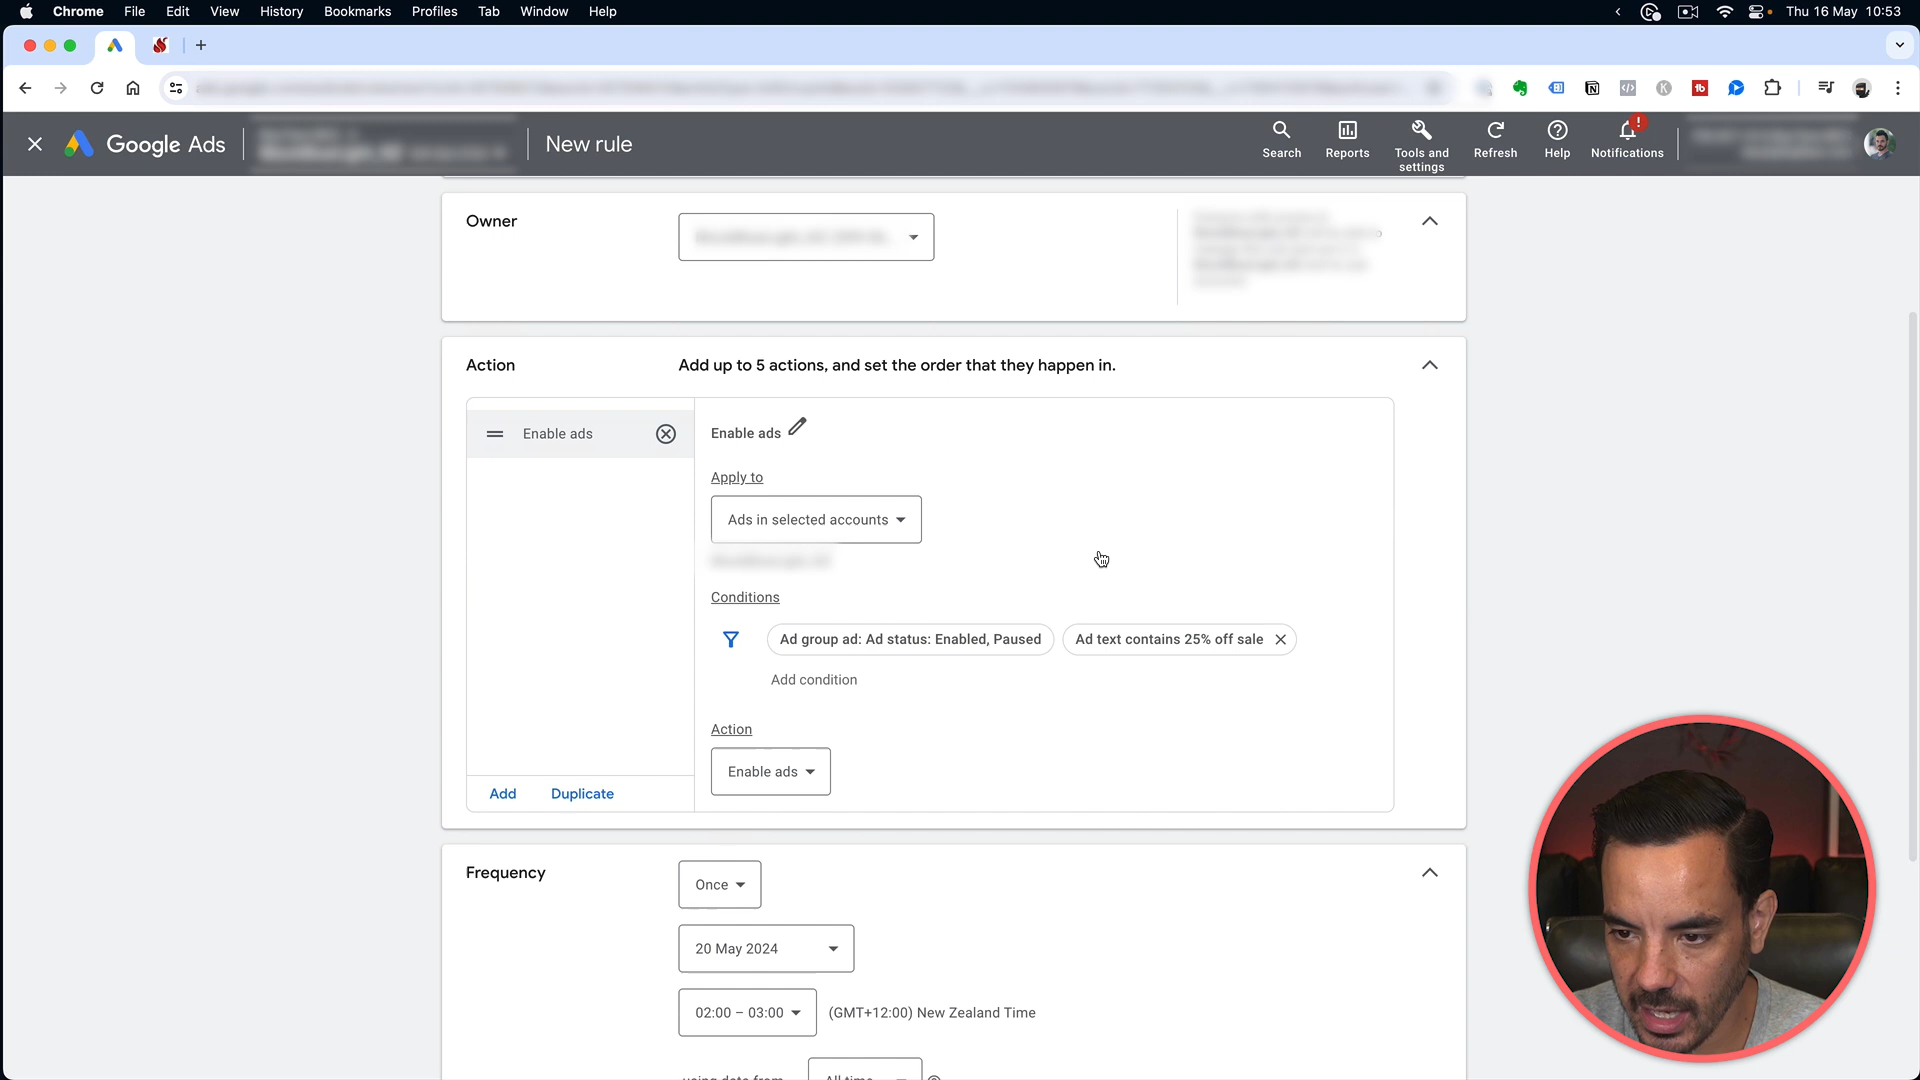 Chrome File Edit View History Bookmarks Profiles Tab Window Help Thu 16 May 10:53
Google Ads New rule Search Reports Tools and settings Refresh Help Notifications
Owner
Action Add up to 5 actions, and set the order that they happen in.
Enable ads
Enable ads
Apply to
Ads in selected accounts
Conditions
Ad group ad: Ad status: Enabled, Paused
Ad text contains 25% off sale
Add condition
Action
Enable ads
Add Duplicate
Frequency
Once
20 May 2024
02:00 – 03:00 (GMT+12:00) New Zealand Time
using data from All time